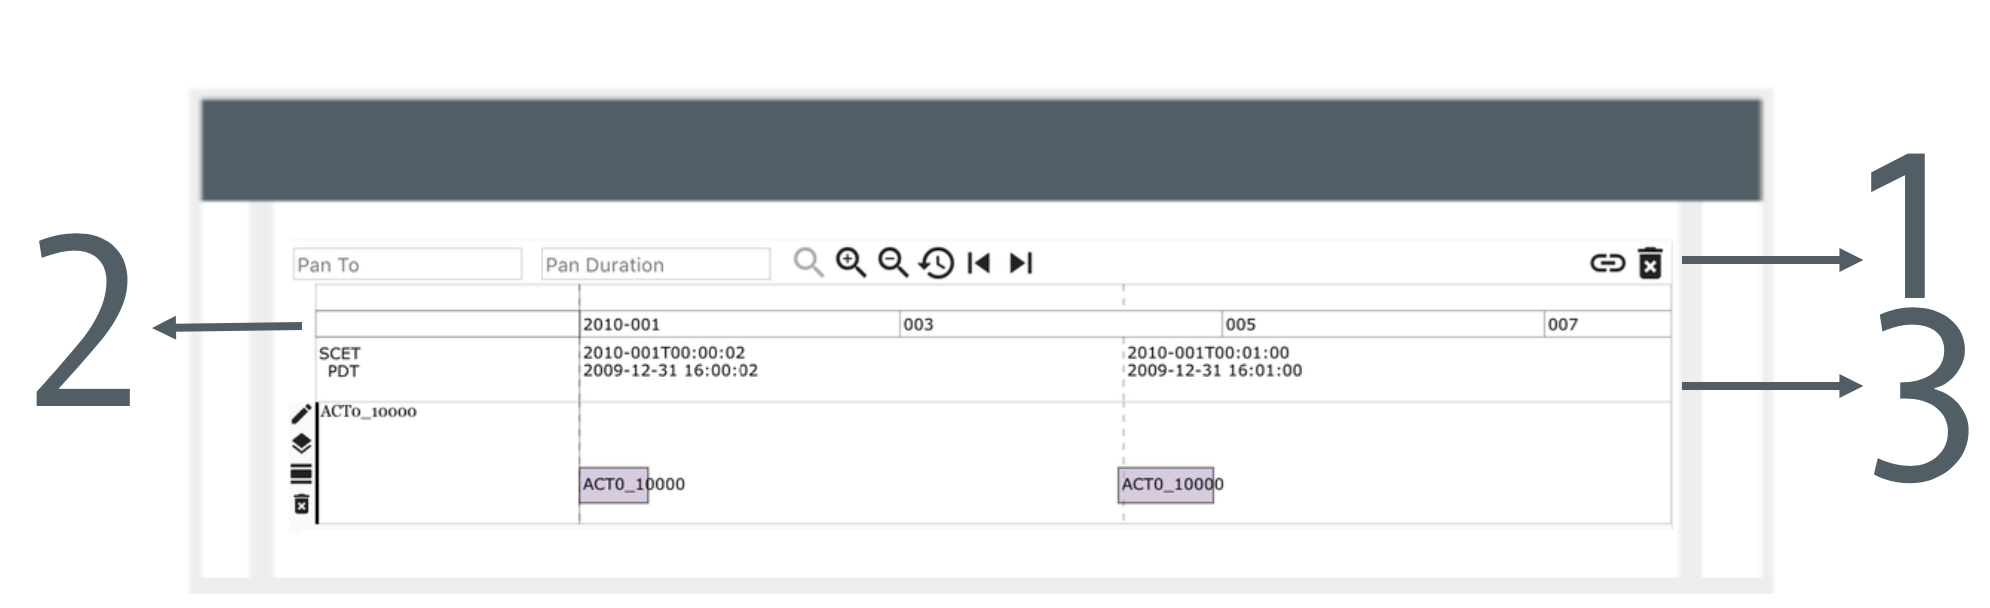 1
Pan To Pan Duration
2
2010-001 003 005 007
3
SCET 2010-001T00:00:02 2010-001T00:01:00
PDT 2009-12-31 16:00:02 2009-12-31 16:01:00
ACT0_10000
ACT0_10000 ACT0_10000